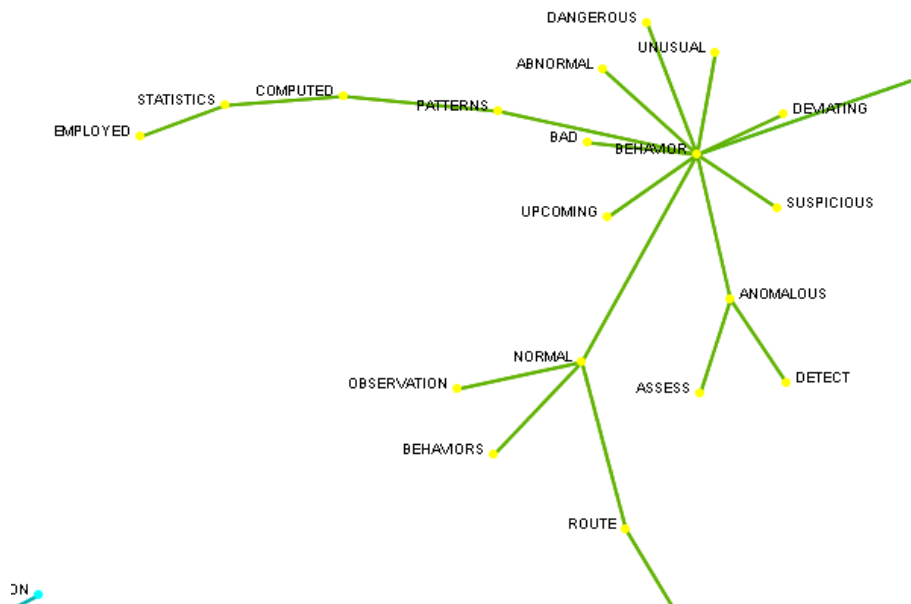 DANGEROUS
UNUSUAL
ABNORMAL
COMPUTED
STATISTICS
PATTERNS
DEVIATING
EMPLOYED
BAD
BEHAVIOR
UPCOMING
SUSPICIOUS
ANOMALOUS
NORMAL
OBSERVATION
ASSESS
DETECT
BEHAVIORS
ROUTE
ON